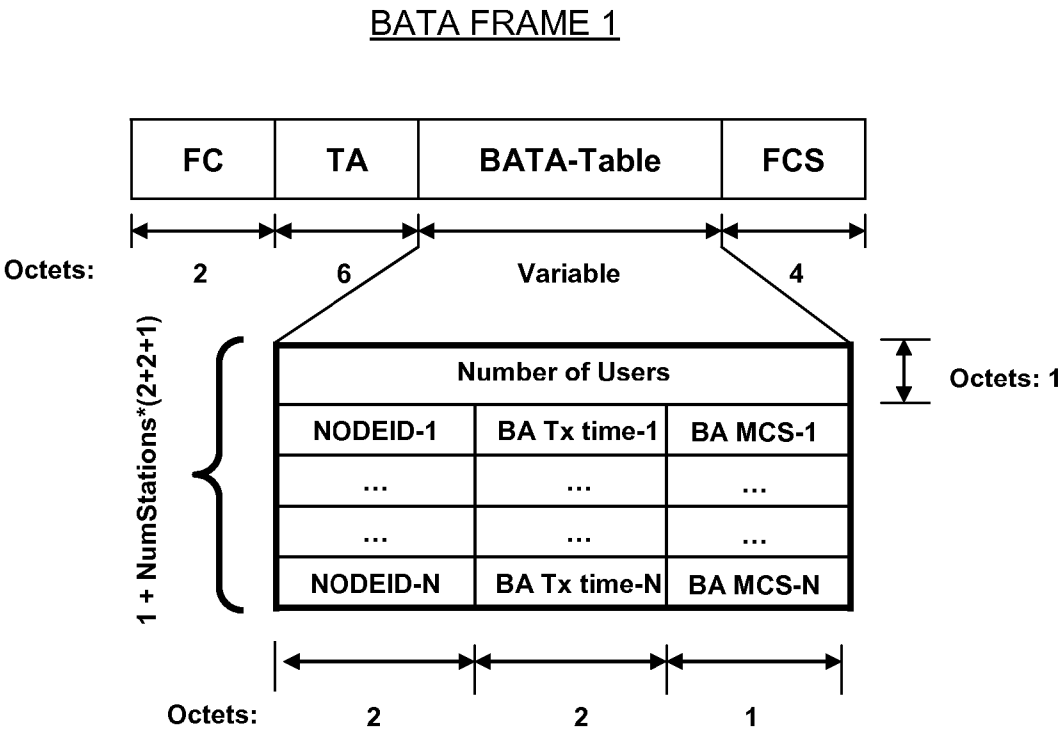 BATA FRAME 1
FC TA BATA-Table FCS
Octets: 2 6 Variable 4
1 + NumStations*(2+2+1)
Number of Users
Octets: 1
NODEID-1 BA Tx time-1 BA MCS-1
... ... ...
... ... ...
NODEID-N BA Tx time-N BA MCS-N
Octets: 2 2 1